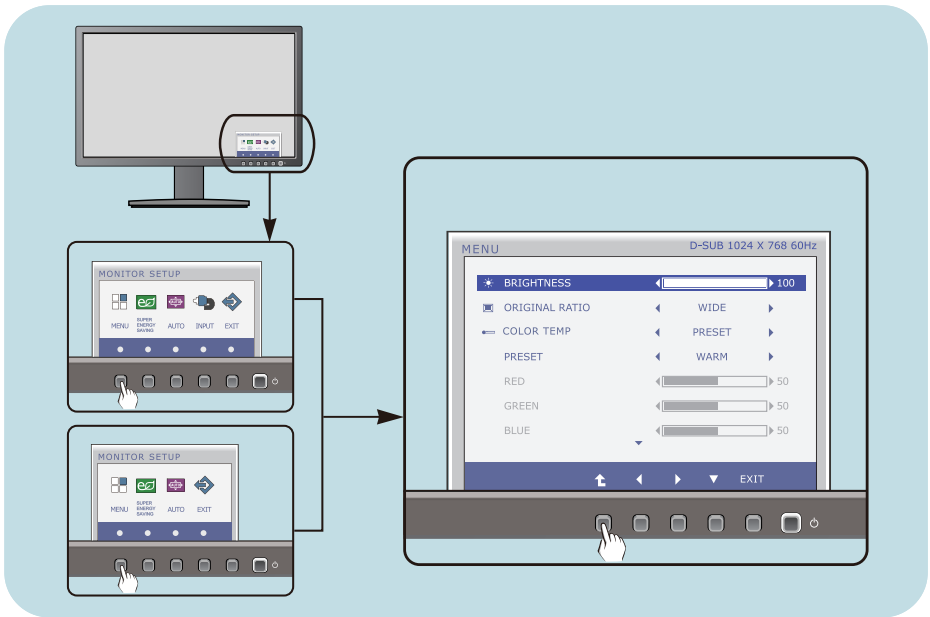 MONITOR SETUP
MENU
SUPER
ENERGY
SAVING
AUTO
INPUT
EXIT
MONITOR SETUP
MENU
SUPER
ENERGY
SAVING
AUTO
EXIT
MENU
D-SUB 1024 X 768 60Hz
BRIGHTNESS 100
ORIGINAL RATIO WIDE
COLOR TEMP PRESET
PRESET WARM
RED 50
GREEN 50
BLUE 50
EXIT